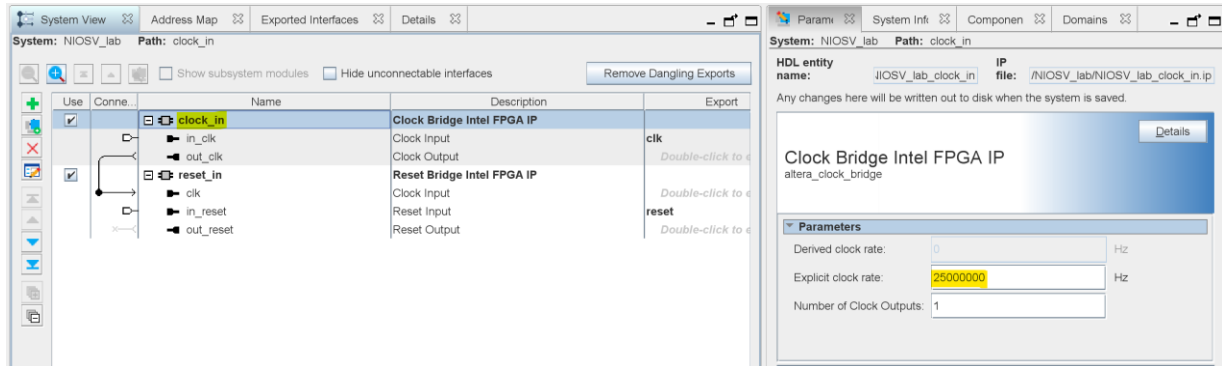 System View Address Map Exported Interfaces Details
System: NIOSV_lab Path: clock_in
Show subsystem modules Hide unconnectable interfaces Remove Dangling Exports
Use Conne... Name Description Export
clock_in Clock Bridge Intel FPGA IP
in_clk Clock Input clk
out_clk Clock Output Double-click to e
reset_in Reset Bridge Intel FPGA IP
clk Clock Input Double-click to e
in_reset Reset Input reset
out_reset Reset Output Double-click to e
Param System Inf Componen Domains
System: NIOSV_lab Path: clock_in
HDL entity name: IIOSV_lab_clock_in IP file: /NIOSV_lab/NIOSV_lab_clock_in.ip
Any changes here will be written out to disk when the system is saved.
Details
Clock Bridge Intel FPGA IP
altera_clock_bridge
Parameters
Derived clock rate: 0 Hz
Explicit clock rate: 25000000 Hz
Number of Clock Outputs: 1